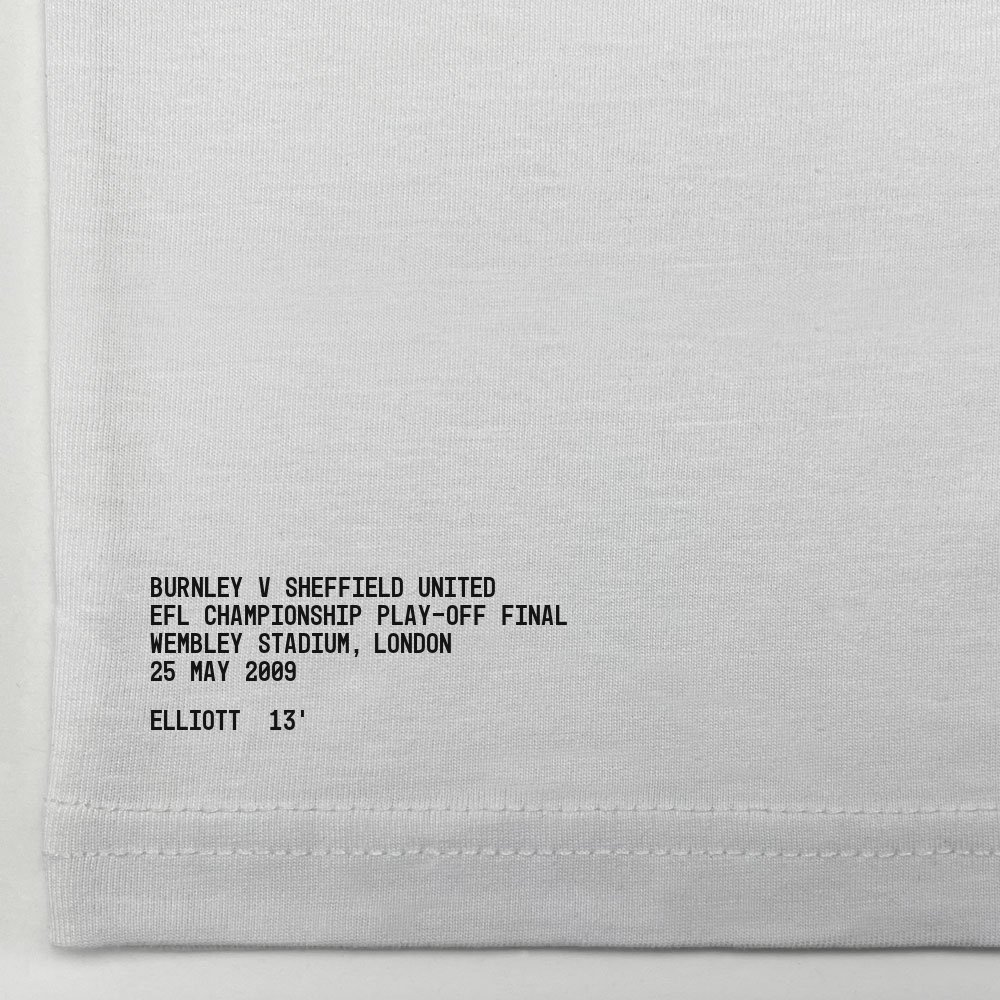 BURNLEY V SHEFFIELD UNITED
EFL CHAMPIONSHIP PLAY-OFF FINAL
WEMBLEY STADIUM, LONDON
25 MAY 2009
ELLIOTT 13'